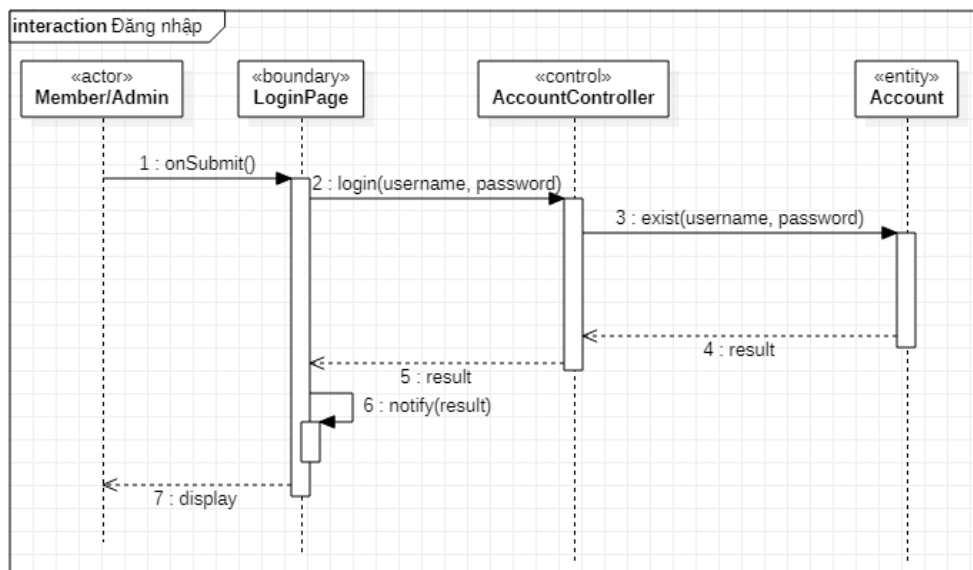 interaction Đăng nhập
«actor»
Member/Admin
«boundary»
LoginPage
«control»
AccountController
«entity»
Account
1 : onSubmit()
2 : login(username, password)
3 : exist(username, password)
4 : result
5 : result
6 : notify(result)
7 : display